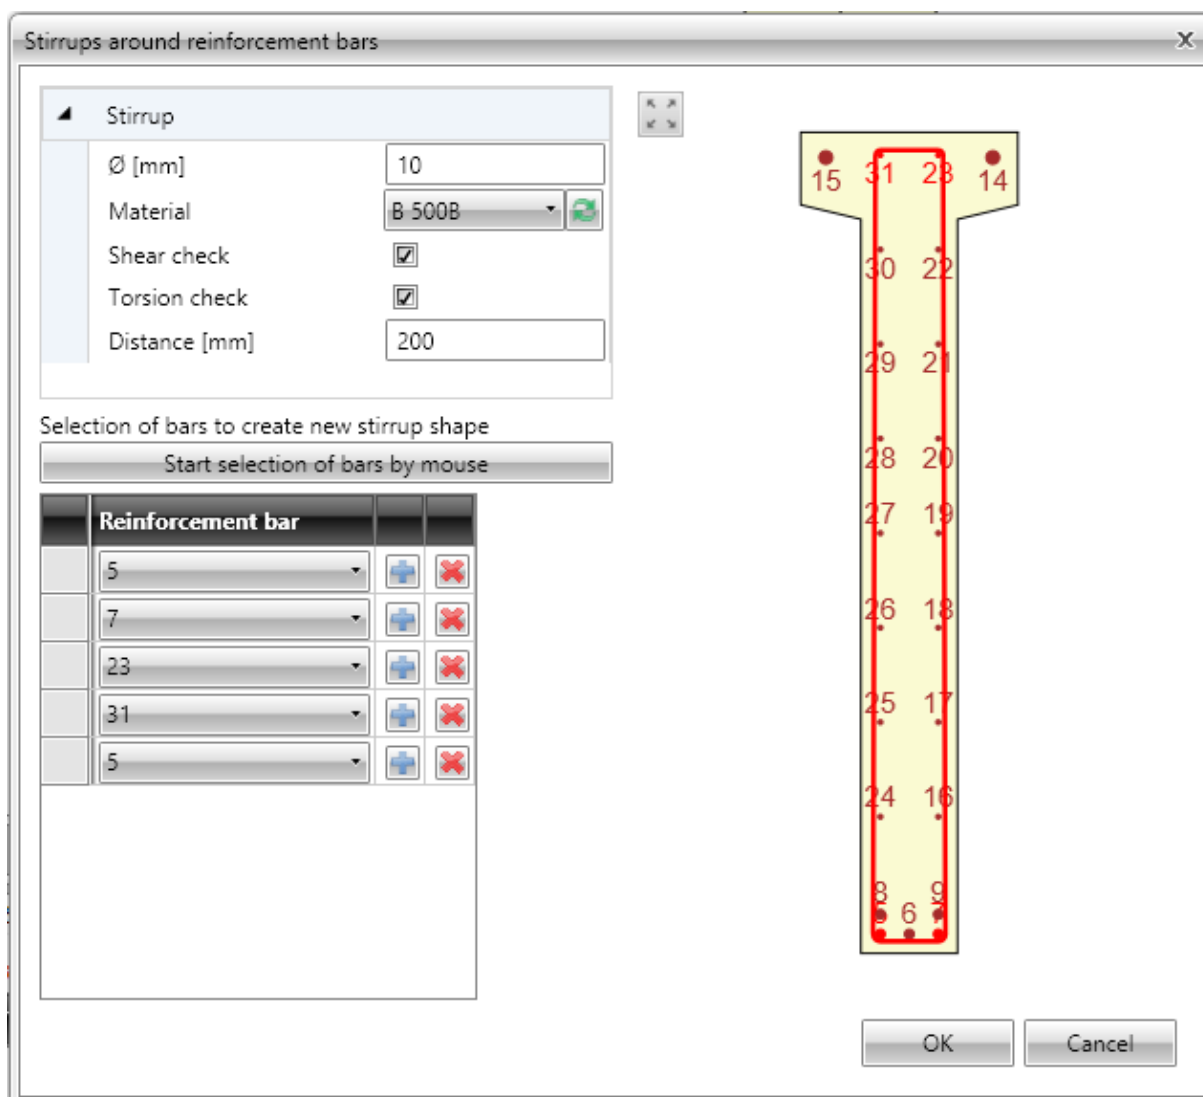 Stirrups around reinforcement bars
Stirrup
Ø [mm] 10
Material B 500B
Shear check
Torsion check
Distance [mm] 200
Selection of bars to create new stirrup shape
Start selection of bars by mouse
Reinforcement bar
5
7
23
31
5
15 31 23 14
30 22
29 21
28 20
27 19
26 18
25 17
24 16
8 9
5 6 7
OK Cancel